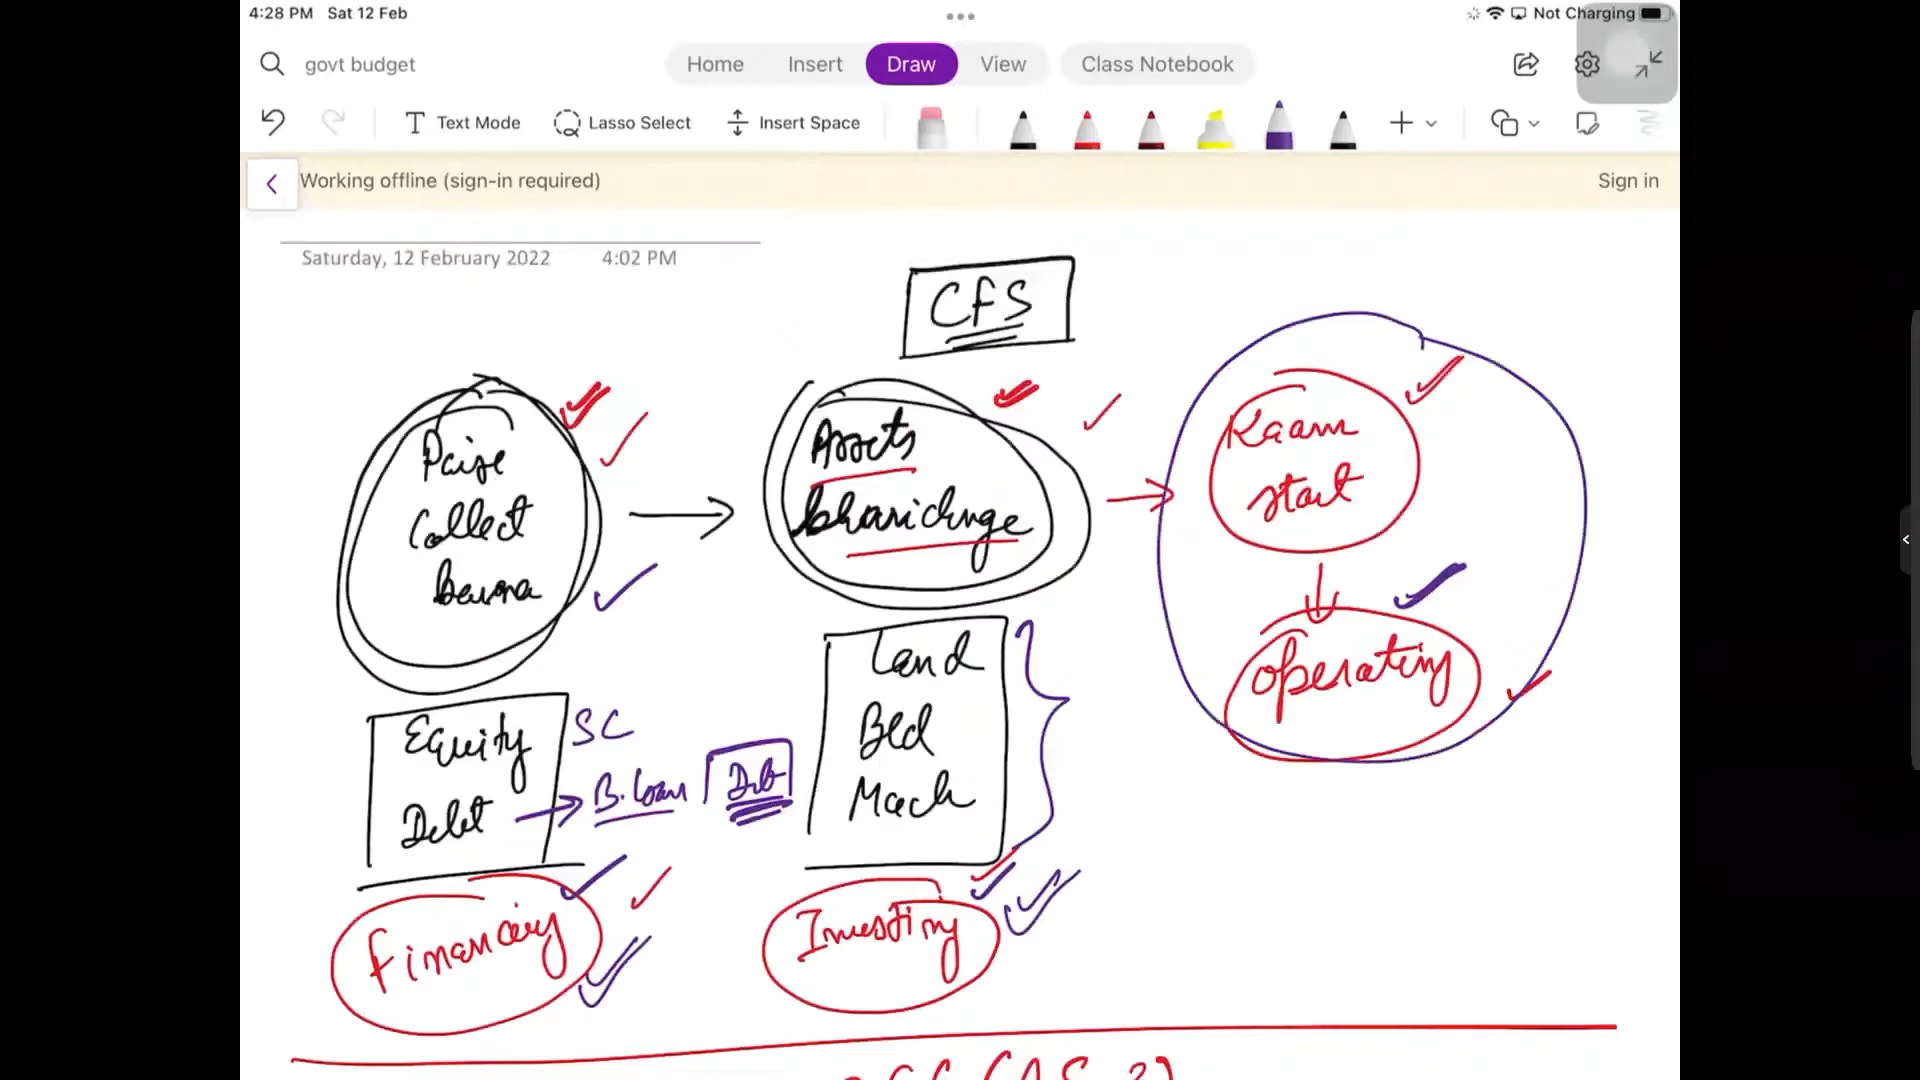 4:28 PM Sat 12 Feb
Not Charging
govt budget
Home Insert Draw View Class Notebook
Text Mode Lasso Select Insert Space
Working offline (sign-in required)
Sign in
Saturday, 12 February 2022 4:02 PM
CFS
Paise
Collect
Assets
kharidenge
Kaam
start
operating
Equity SC
Debt → B. Loan Deb
Land
Bld
Mach
Financing
Investing